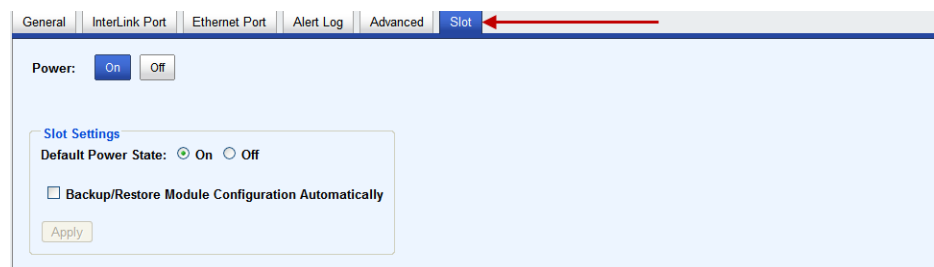 General InterLink Port Ethernet Port Alert Log Advanced Slot
Power: On Off
Slot Settings
Default Power State: On Off
Backup/Restore Module Configuration Automatically
Apply